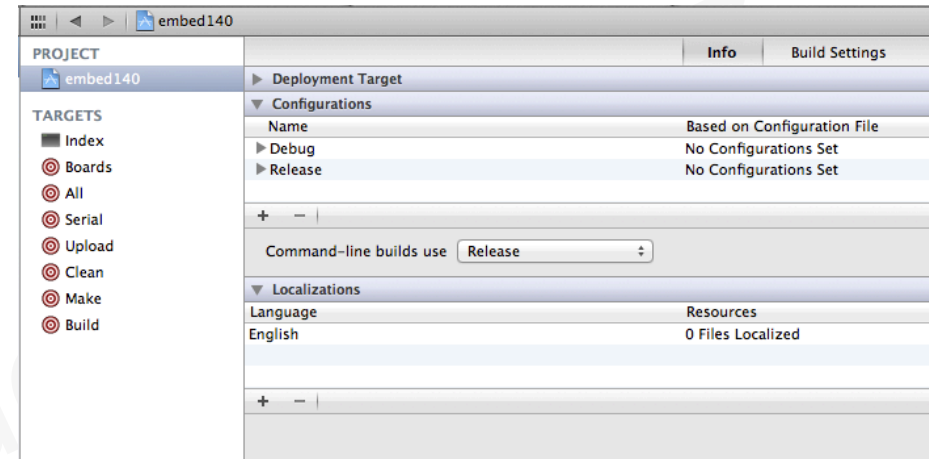 embed140
PROJECT
embed140
TARGETS
Index
Boards
All
Serial
Upload
Clean
Make
Build
Info Build Settings
Deployment Target
Configurations
Name Based on Configuration File
Debug No Configurations Set
Release No Configurations Set
+ −
Command-line builds use Release
Localizations
Language Resources
English 0 Files Localized
+ −